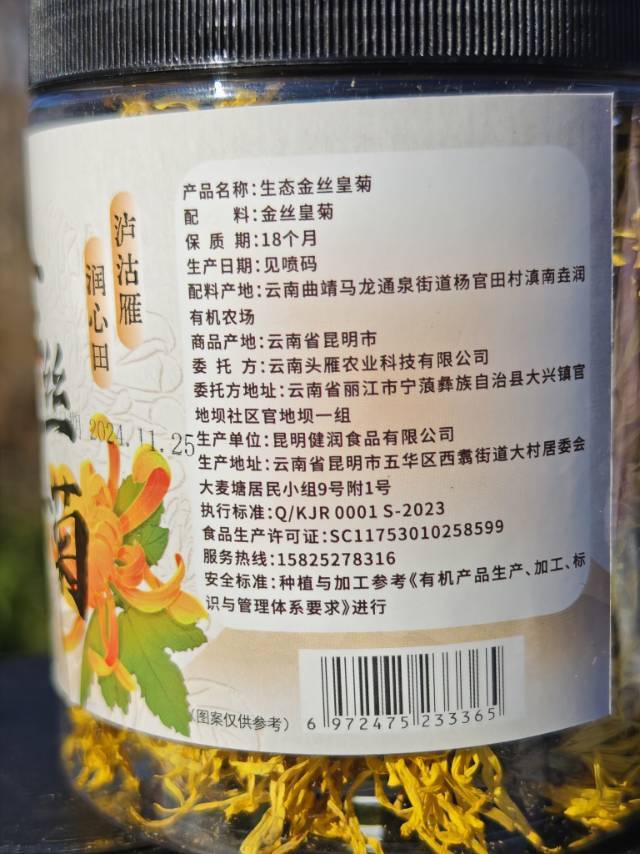 泸沽雁
润心田
丝
菊
2024.11.25
产品名称：生态金丝皇菊
配　　料：金丝皇菊
保 质 期：18个月
生产日期：见喷码
配料产地：云南曲靖马龙通泉街道杨官田村滇南垚润
有机农场
商品产地：云南省昆明市
委 托 方：云南头雁农业科技有限公司
委托方地址：云南省丽江市宁蒗彝族自治县大兴镇官
地坝社区官地坝一组
生产单位：昆明健润食品有限公司
生产地址：云南省昆明市五华区西翥街道大村居委会
大麦塘居民小组9号附1号
执行标准：Q/KJR 0001 S-2023
食品生产许可证：SC11753010258599
服务热线：15825278316
安全标准：种植与加工参考《有机产品生产、加工、标
识与管理体系要求》进行
（图案仅供参考）
6 972475 233365